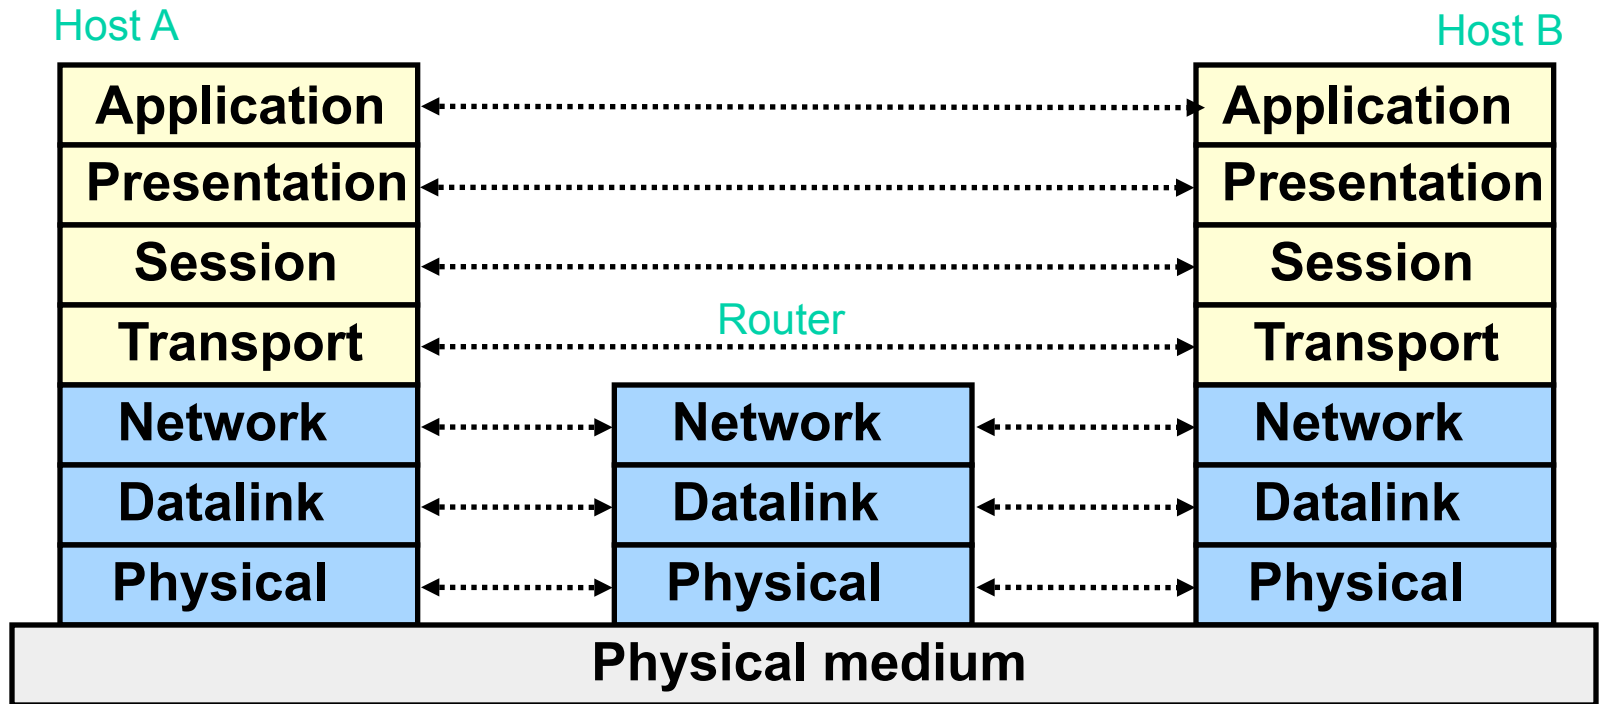 Host A
Host B
Application
Application
Presentation
Presentation
Session
Session
Router
Transport
Transport
Network
Network
Network
Datalink
Datalink
Datalink
Physical
Physical
Physical
Physical medium